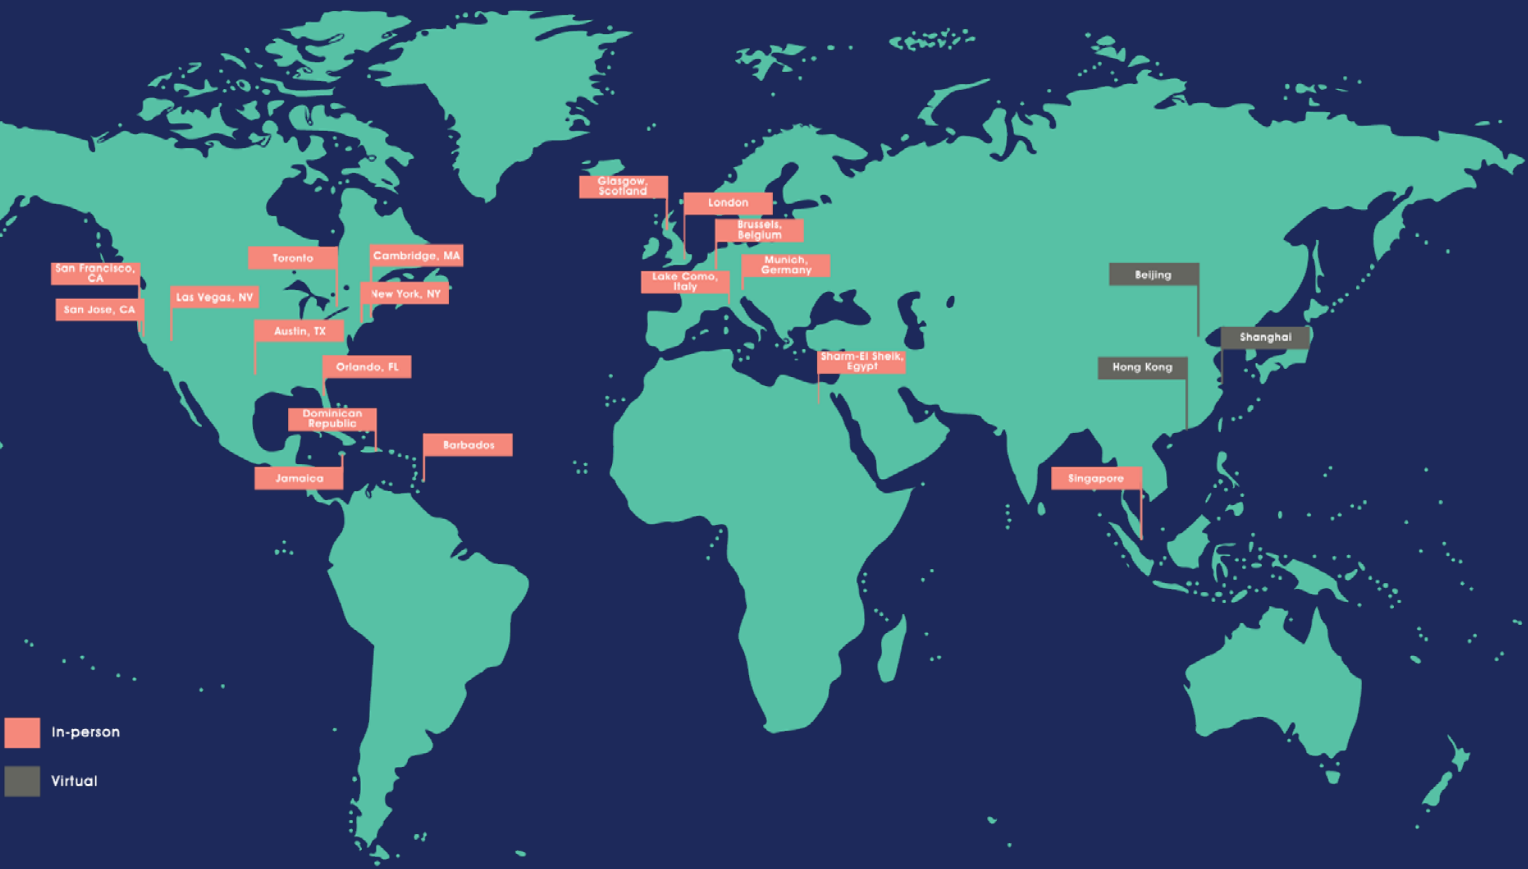 Glasgow,
Scotland
London
Brussels,
Belgium
Toronto
Cambridge, MA
Munich,
Germany
San Francisco,
CA
Beijing
Lake Como,
Italy
Las Vegas, NV
New York, NY
San Jose, CA
Austin, TX
Shanghai
Sharm-El Sheik,
Egypt
Orlando, FL
Hong Kong
Dominican
Republic
Barbados
Jamaica
Singapore
In-person
Virtual